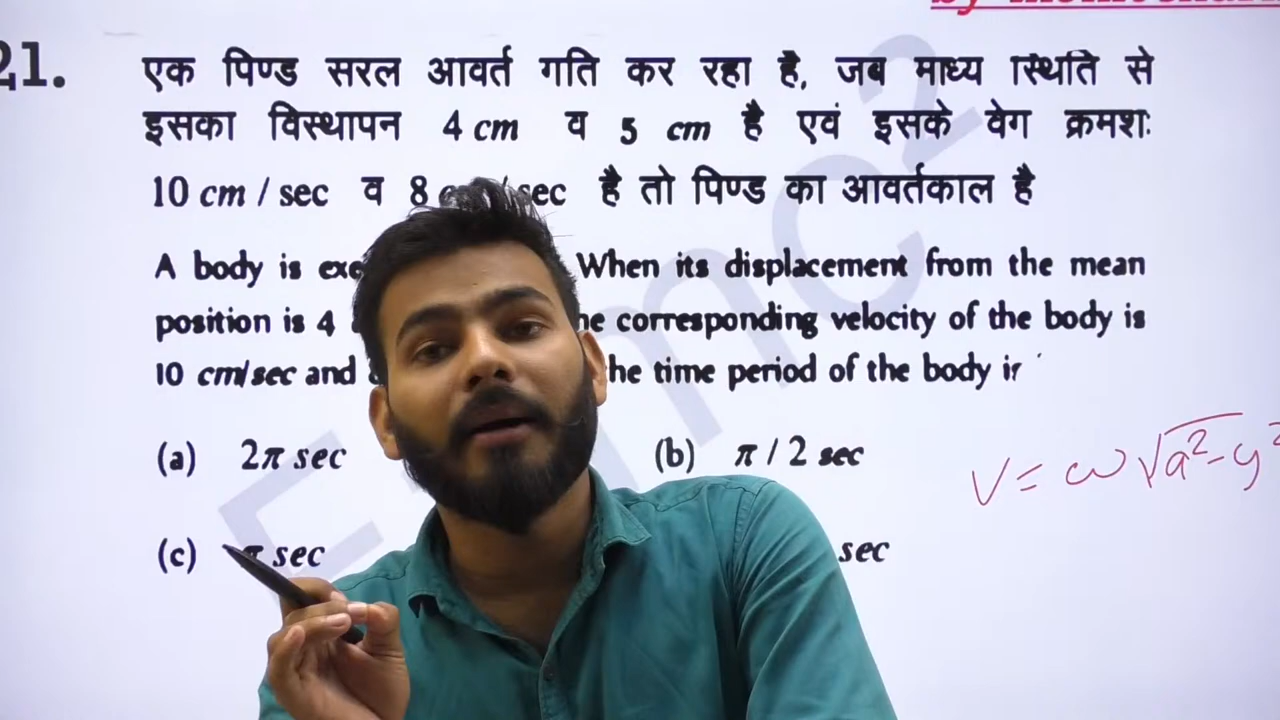 21.
एक पिण्ड सरल आवर्त गति कर रहा है, जब माध्य स्थिति से
इसका विस्थापन 4 cm व 5 cm है एवं इसके वेग क्रमशः
10 cm / sec व 8 sec है तो पिण्ड का आवर्तकाल है
A body is When its displacement from the mean
position is 4 corresponding velocity of the body is
10 cm/sec and the time period of the body is
(a) 2π sec (b) π / 2 sec
V = ω √a² - y²
(c) π sec sec